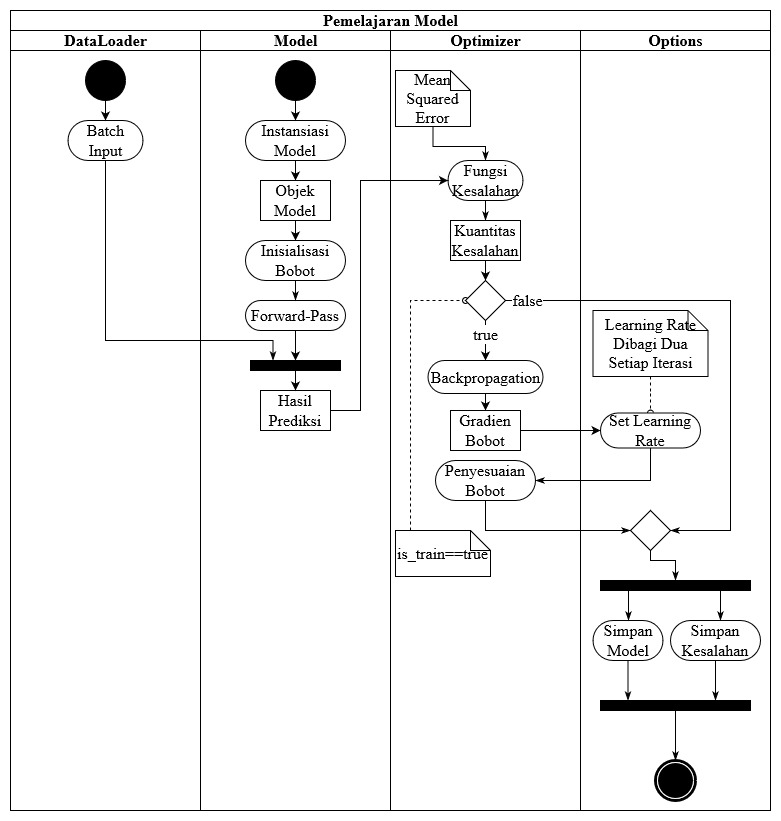 Pemelajaran Model
DataLoader
Model
Optimizer
Options
Batch
Input
Instansiasi
Model
Objek
Model
Inisialisasi
Bobot
Forward-Pass
Hasil
Prediksi
Mean
Squared
Error
Fungsi
Kesalahan
Kuantitas
Kesalahan
false
true
Backpropagation
Gradien
Bobot
Penyesuaian
Bobot
is_train==true
Learning Rate
Dibagi Dua
Setiap Iterasi
Set Learning
Rate
Simpan
Model
Simpan
Kesalahan